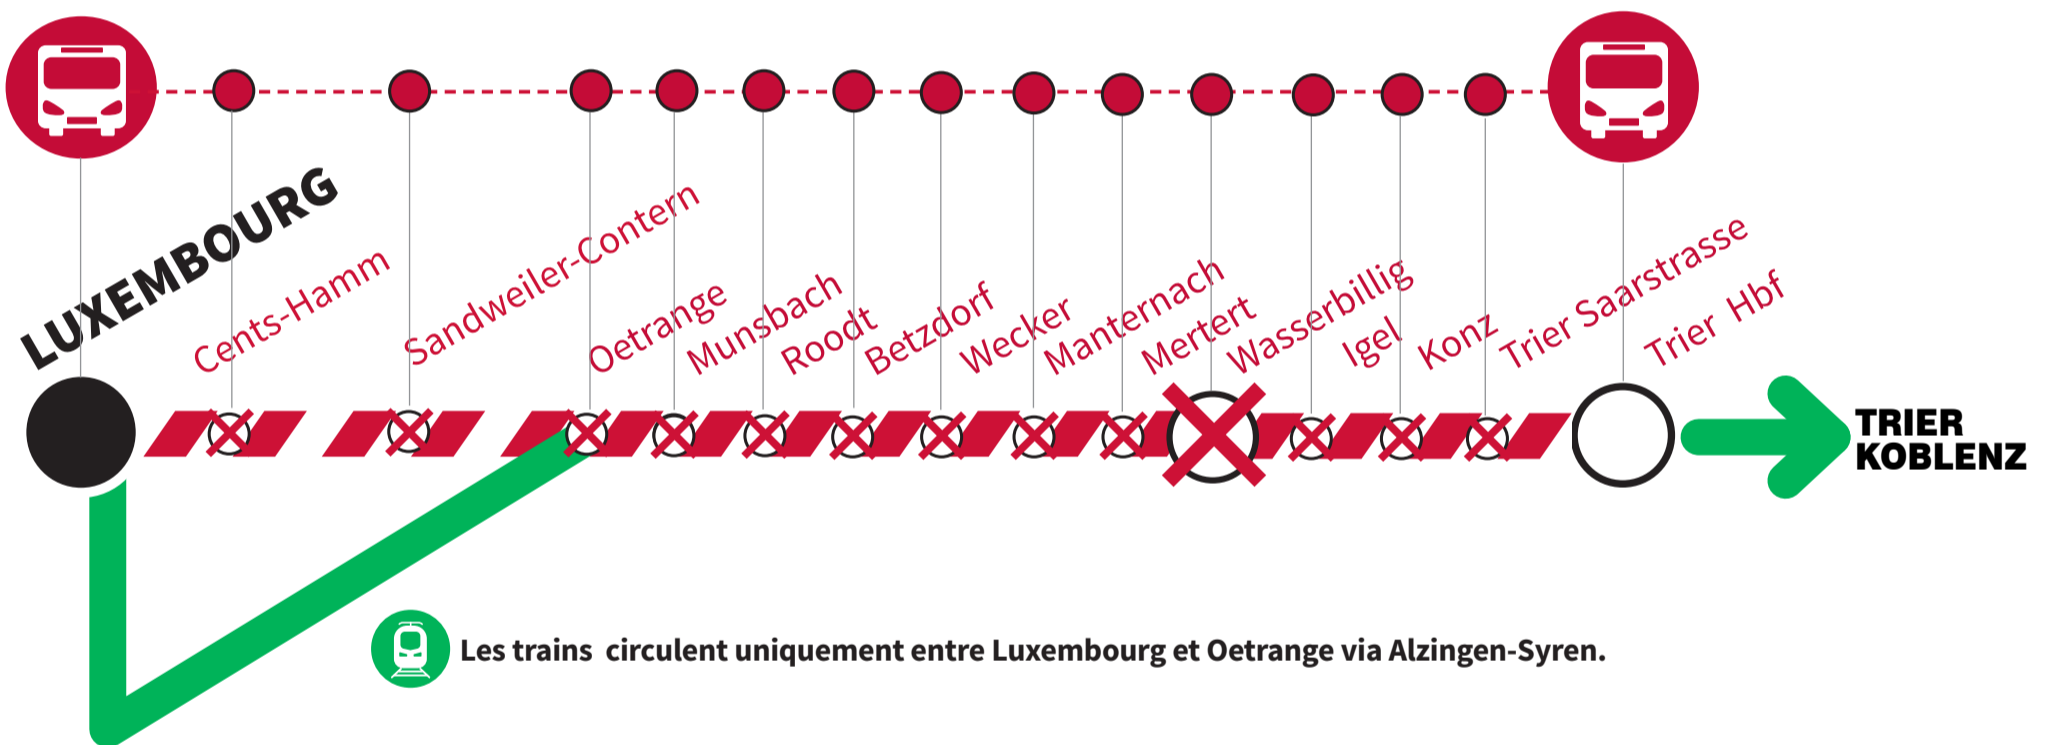 LUXEMBOURG
Cents-Hamm
Sandweiler-Contern
Oetrange
Munsbach
Roodt
Betzdorf
Wecker
Manternach
Mertert
Wasserbillig
Igel
Konz
Trier Saarstrasse
Trier Hbf
TRIER
KOBLENZ
Les trains circulent uniquement entre Luxembourg et Oetrange via Alzingen-Syren.